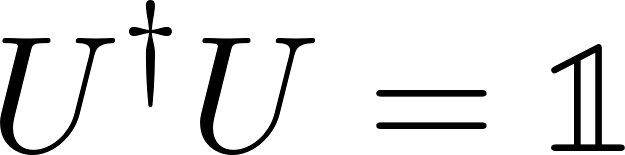 U†U = 𝟙